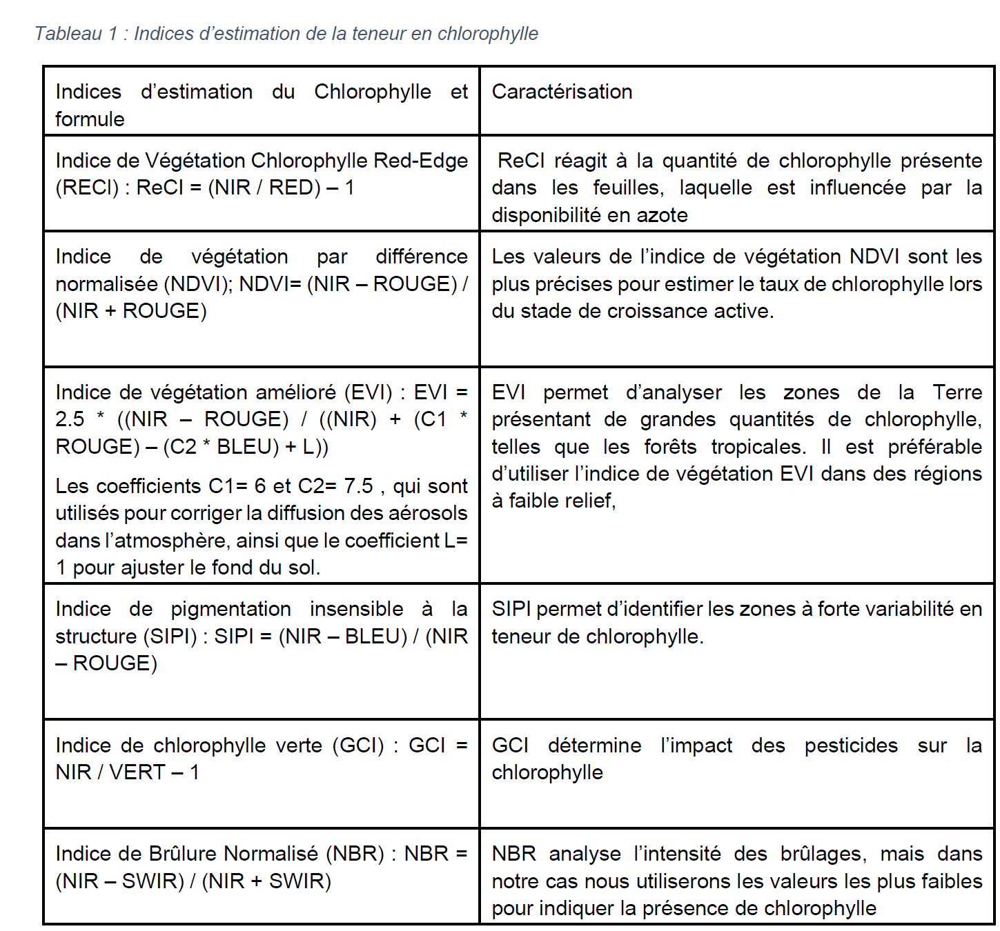 Tableau 1 : Indices d’estimation de la teneur en chlorophylle
Indices d’estimation du Chlorophylle et
formule
Caractérisation
Indice de Végétation Chlorophylle Red-Edge
(RECI) : ReCI = (NIR / RED) – 1
ReCI réagit à la quantité de chlorophylle présente
dans les feuilles, laquelle est influencée par la
disponibilité en azote
Indice de végétation par différence
normalisée (NDVI); NDVI= (NIR – ROUGE) /
(NIR + ROUGE)
Les valeurs de l’indice de végétation NDVI sont les
plus précises pour estimer le taux de chlorophylle lors
du stade de croissance active.
Indice de végétation amélioré (EVI) : EVI =
2.5 * ((NIR – ROUGE) / ((NIR) + (C1 *
ROUGE) – (C2 * BLEU) + L))
Les coefficients C1= 6 et C2= 7.5 , qui sont
utilisés pour corriger la diffusion des aérosols
dans l’atmosphère, ainsi que le coefficient L=
1 pour ajuster le fond du sol.
EVI permet d’analyser les zones de la Terre
présentant de grandes quantités de chlorophylle,
telles que les forêts tropicales. Il est préférable
d’utiliser l’indice de végétation EVI dans des régions
à faible relief,
Indice de pigmentation insensible à la
structure (SIPI) : SIPI = (NIR – BLEU) / (NIR
– ROUGE)
SIPI permet d’identifier les zones à forte variabilité en
teneur de chlorophylle.
Indice de chlorophylle verte (GCI) : GCI =
NIR / VERT – 1
GCI détermine l’impact des pesticides sur la
chlorophylle
Indice de Brûlure Normalisé (NBR) : NBR =
(NIR – SWIR) / (NIR + SWIR)
NBR analyse l’intensité des brûlages, mais dans
notre cas nous utiliserons les valeurs les plus faibles
pour indiquer la présence de chlorophylle